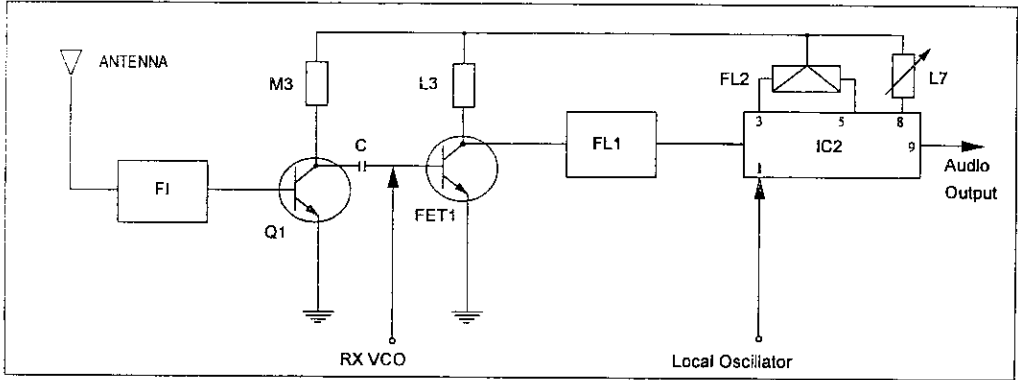 ANTENNA
M3
L3
FL2
L7
C
3
5
8
FI
FL1
IC2
9
1
Audio
Output
Q1
FET1
RX VCO
Local Oscillator